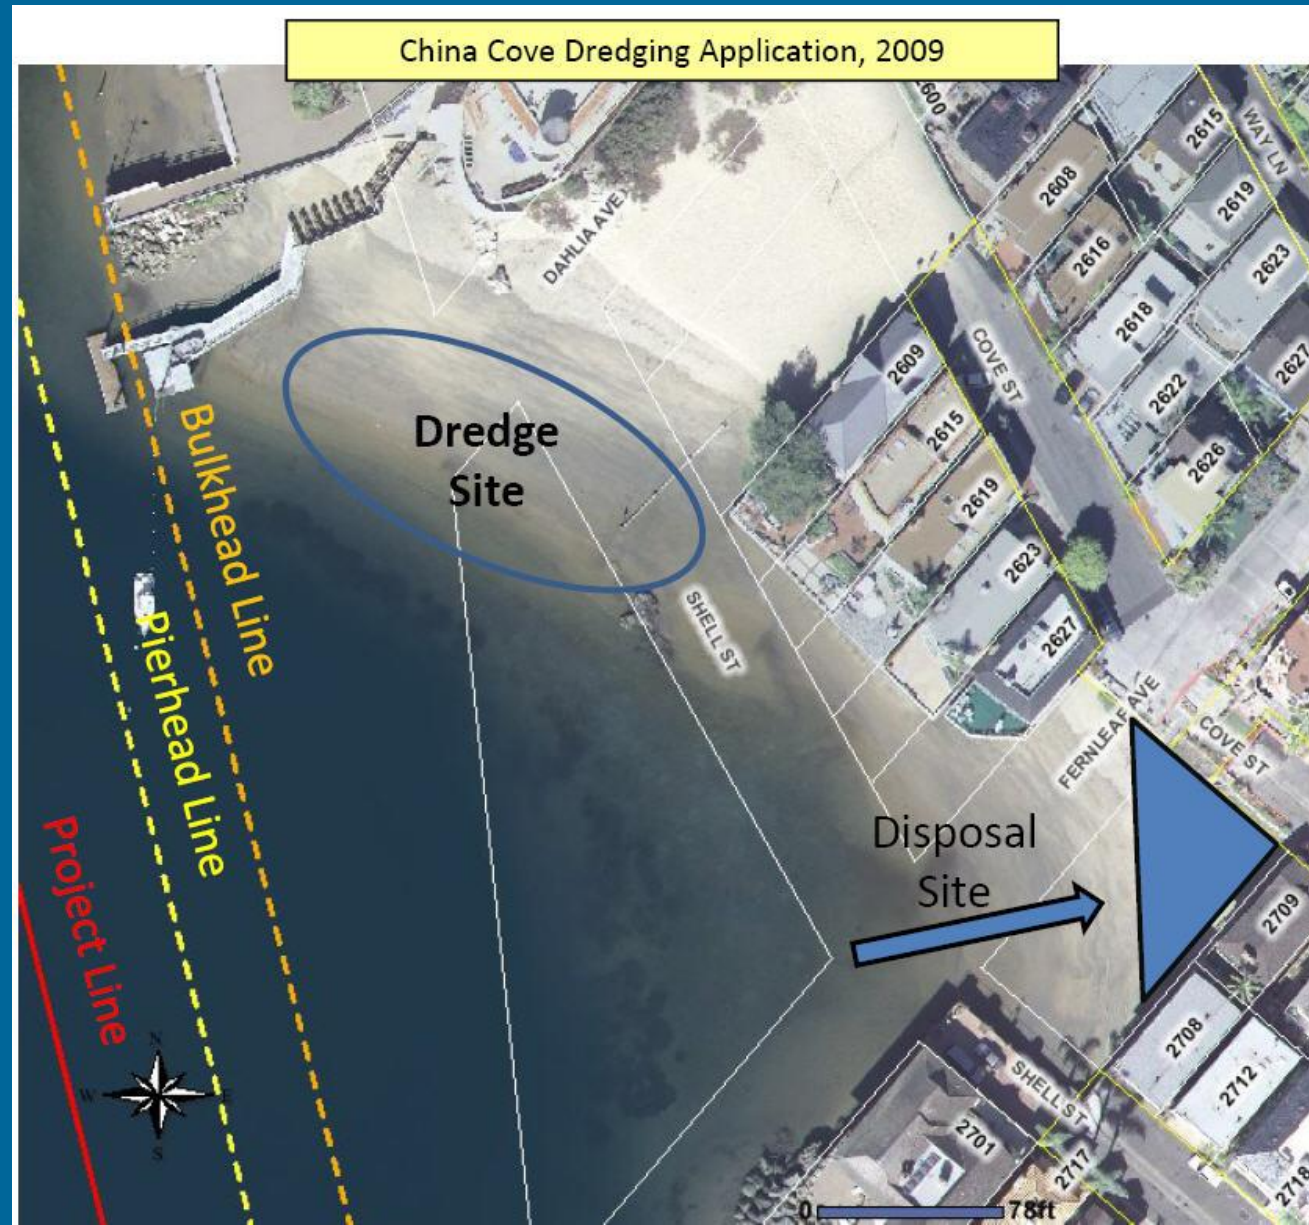 China Cove Dredging Application, 2009
2600
2615
WAY LN
2608
2619
2616
2623
DAHLIA AVE
2618
2627
2609
COVE ST
2622
2615
2626
Dredge
Site
2619
Bulkhead Line
2623
SHELL ST
2627
Pierhead Line
FERNLEAF AVE
COVE ST
Project Line
Disposal
Site
2709
2708
N
W
E
S
2712
SHELL ST
2701
2717
2718
0
78ft